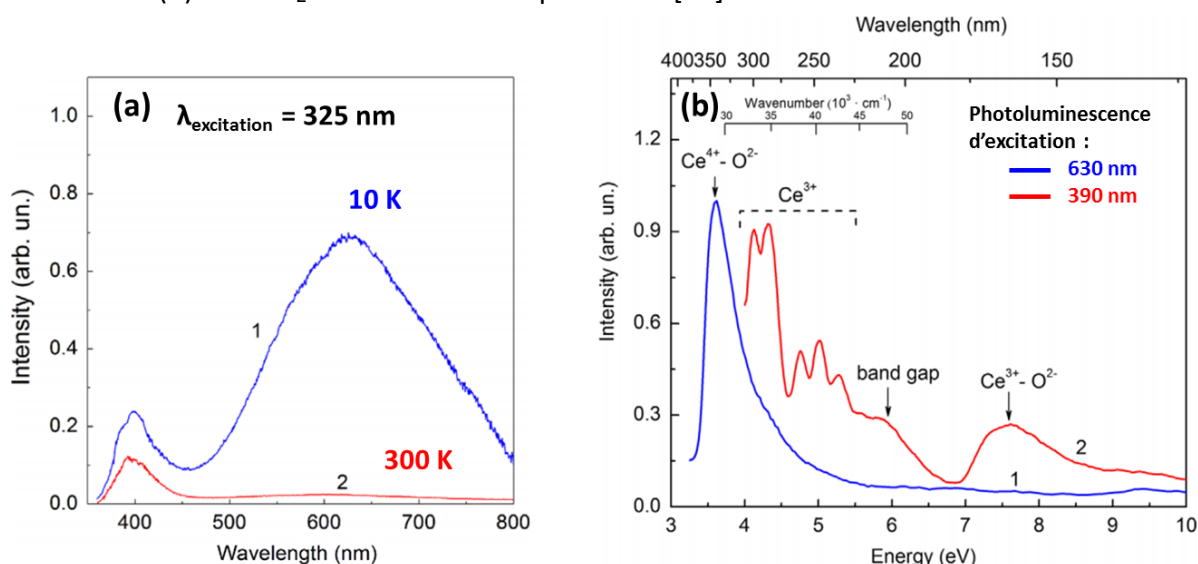 (a)
λexcitation = 325 nm
10 K
300 K
1
2
Intensity (arb. un.)
1.0
0.8
0.6
0.4
0.2
0.0
400 500 600 700 800
Wavelength (nm)
Wavelength (nm)
400 350 300 250 200 150
(b)
Wavenumber (10³ · cm⁻¹)
30 35 40 45 50
Photoluminescence
d’excitation :
630 nm
390 nm
Ce⁴⁺- O²⁻
Ce³⁺
band gap
Ce³⁺- O²⁻
2
1
Intensity (arb. un.)
1.2
0.9
0.6
0.3
0.0
3 4 5 6 7 8 9 10
Energy (eV)